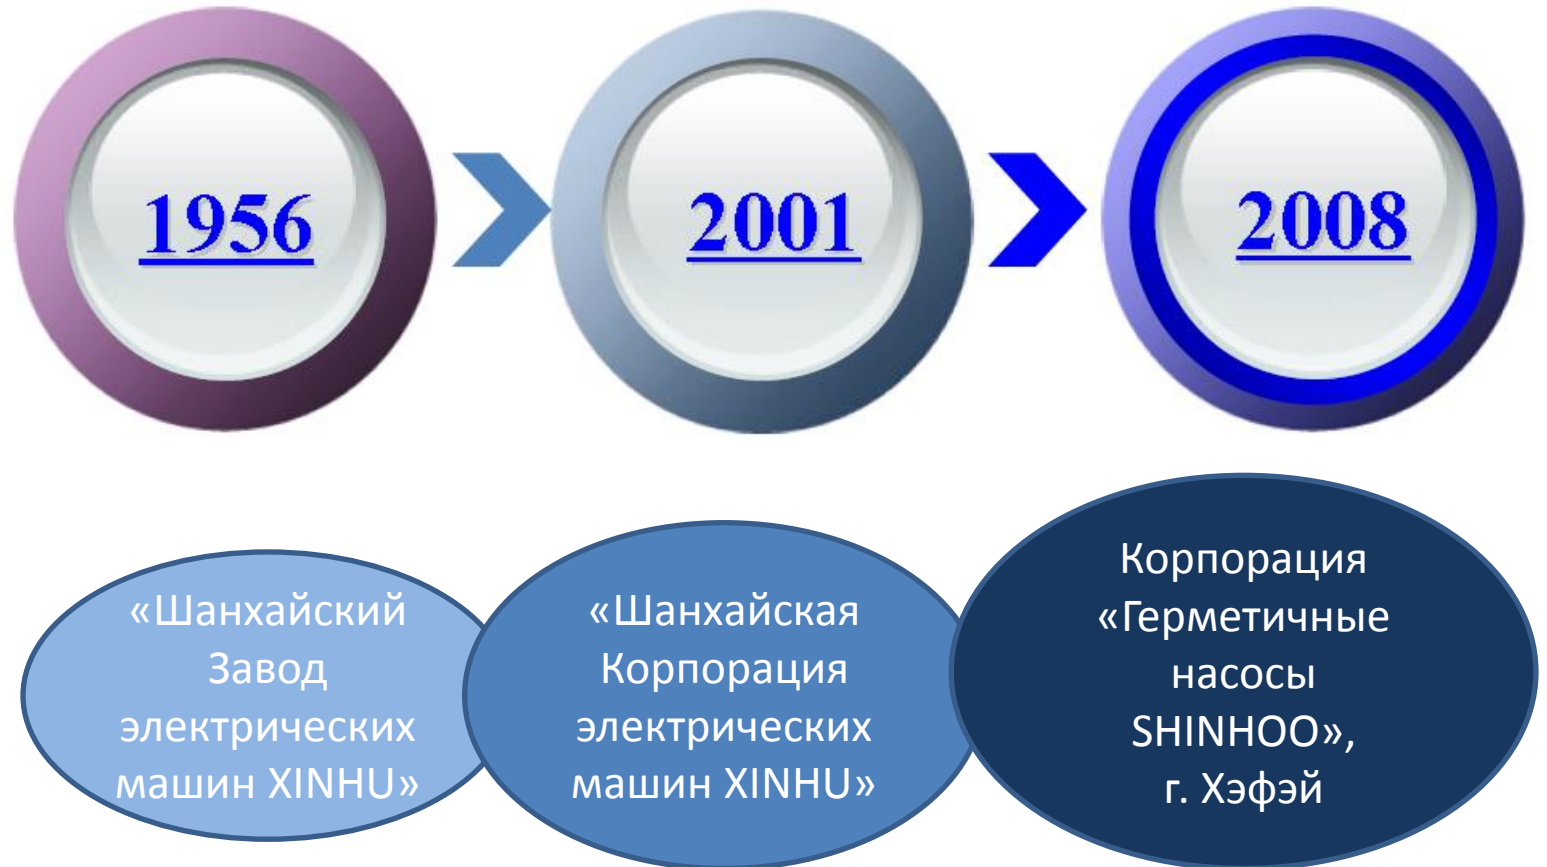 1956
2001
2008
«Шанхайский
Завод
электрических
машин XINHU»
«Шанхайская
Корпорация
электрических
машин XINHU»
Корпорация
«Герметичные
насосы
SHINHOO»,
г. Хэфэй